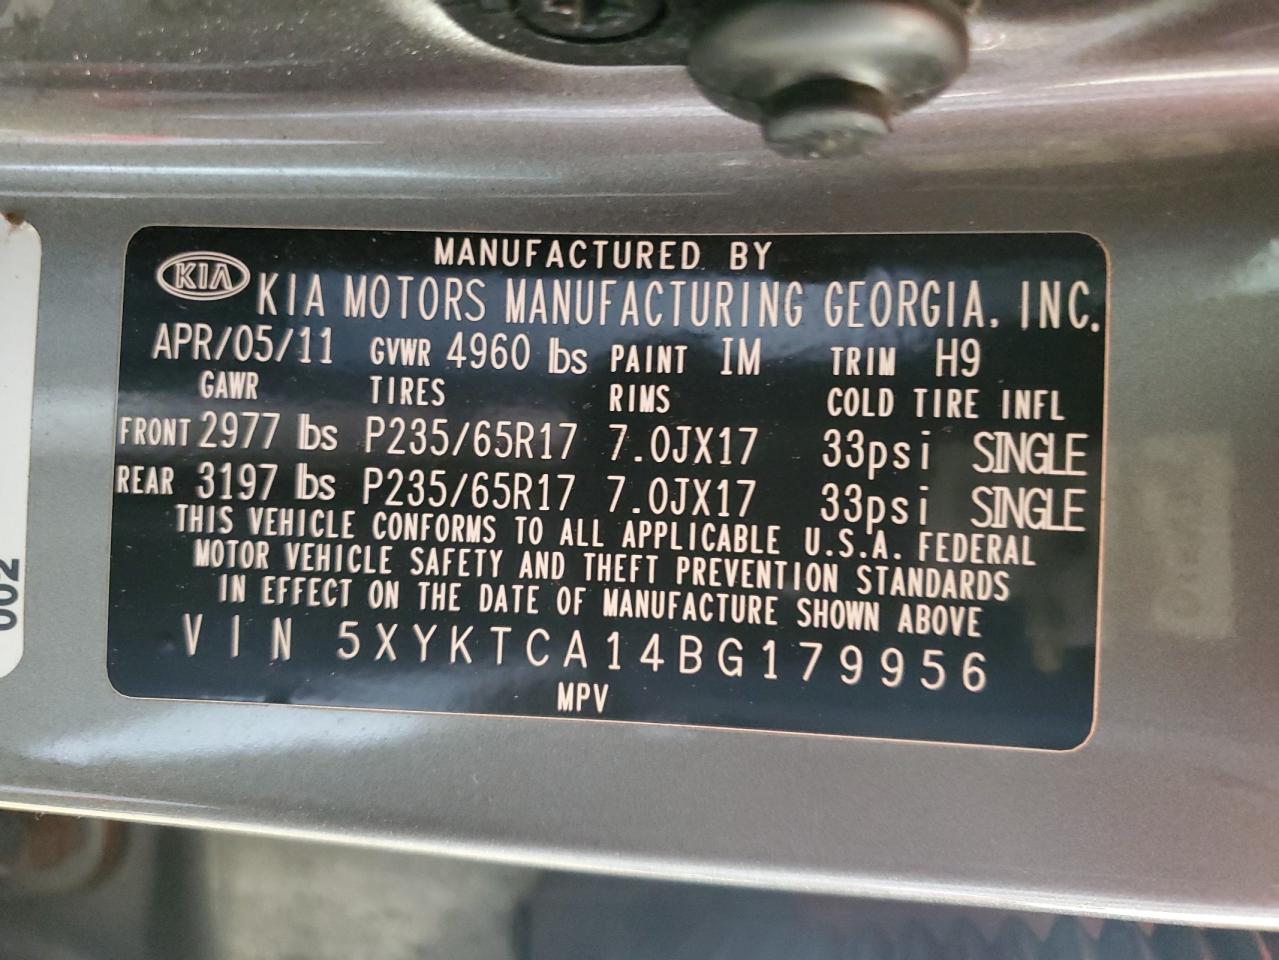 MANUFACTURED BY
KIA KIA MOTORS MANUFACTURING GEORGIA, INC.
APR/05/11 GVWR 4960 lbs PAINT IM TRIM H9
GAWR TIRES RIMS COLD TIRE INFL
FRONT 2977 lbs P235/65R17 7.0JX17 33psi SINGLE
REAR 3197 lbs P235/65R17 7.0JX17 33psi SINGLE
THIS VEHICLE CONFORMS TO ALL APPLICABLE U.S.A. FEDERAL
MOTOR VEHICLE SAFETY AND THEFT PREVENTION STANDARDS
IN EFFECT ON THE DATE OF MANUFACTURE SHOWN ABOVE
VIN 5XYKTCA14BG179956
MPV
002